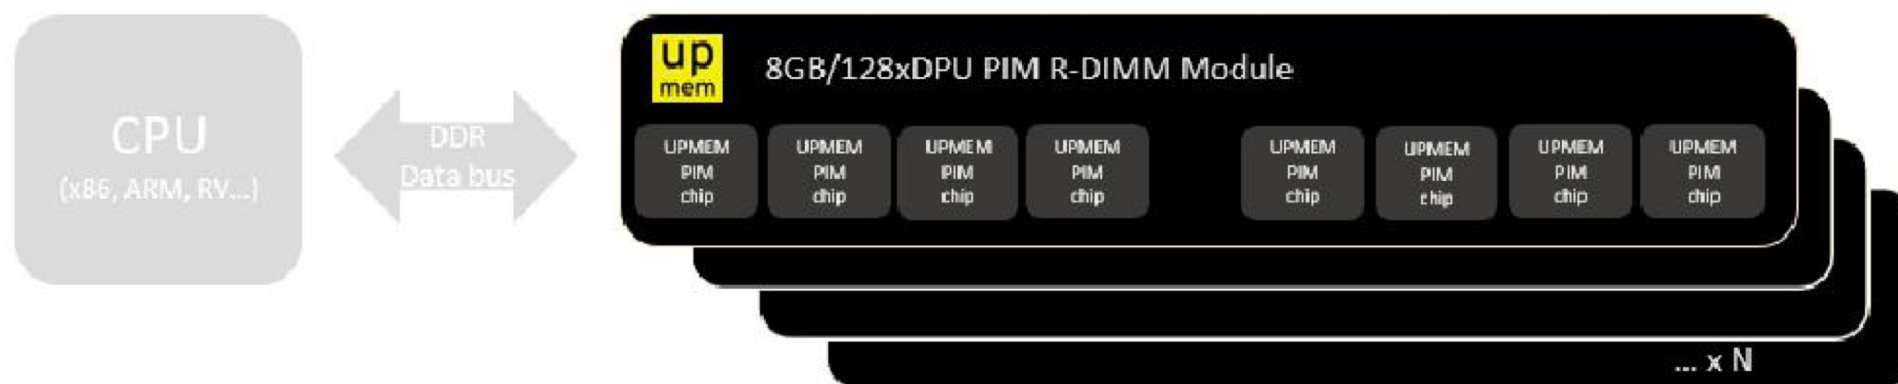 CPU
(x86, ARM, RV...)
DDR
Data bus
up
mem
8GB/128xDPU PIM R-DIMM Module
UPMEM
PIM
chip
UPMEM
PIM
chip
UPMEM
PIM
chip
UPMEM
PIM
chip
UPMEM
PIM
chip
UPMEM
PIM
chip
UPMEM
PIM
chip
UPMEM
PIM
chip
... x N